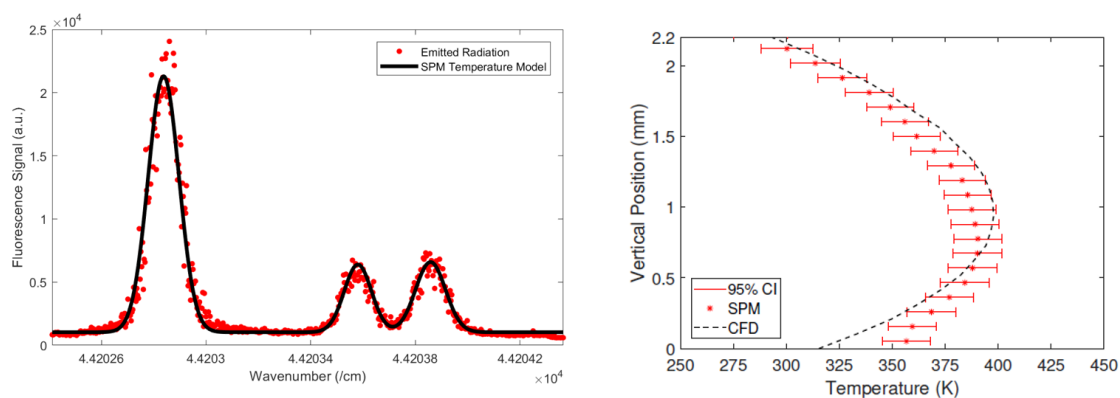 ×10⁴
2.5
2
1.5
1
0.5
0
Fluorescence Signal (a.u.)
Emitted Radiation
SPM Temperature Model
4.42026 4.4203 4.42034 4.42038 4.42042
Wavenumber (/cm)
×10⁴
2.2
2
1.5
1
0.5
0
Vertical Position (mm)
95% CI
SPM
CFD
250 275 300 325 350 375 400 425 450
Temperature (K)